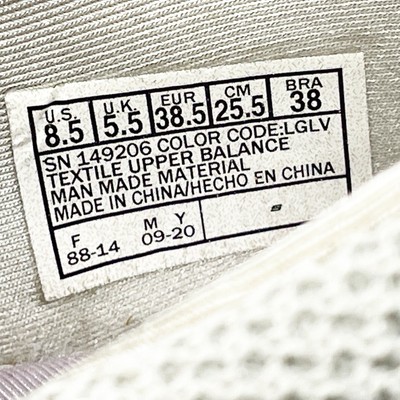 U.S. U.K. EUR CM BRA
8.5 5.5 38.5 25.5 38
SN 149206 COLOR CODE:LGLV
TEXTILE UPPER BALANCE
MAN MADE MATERIAL
MADE IN CHINA/HECHO EN CHINA
F M Y
88-14 09-20